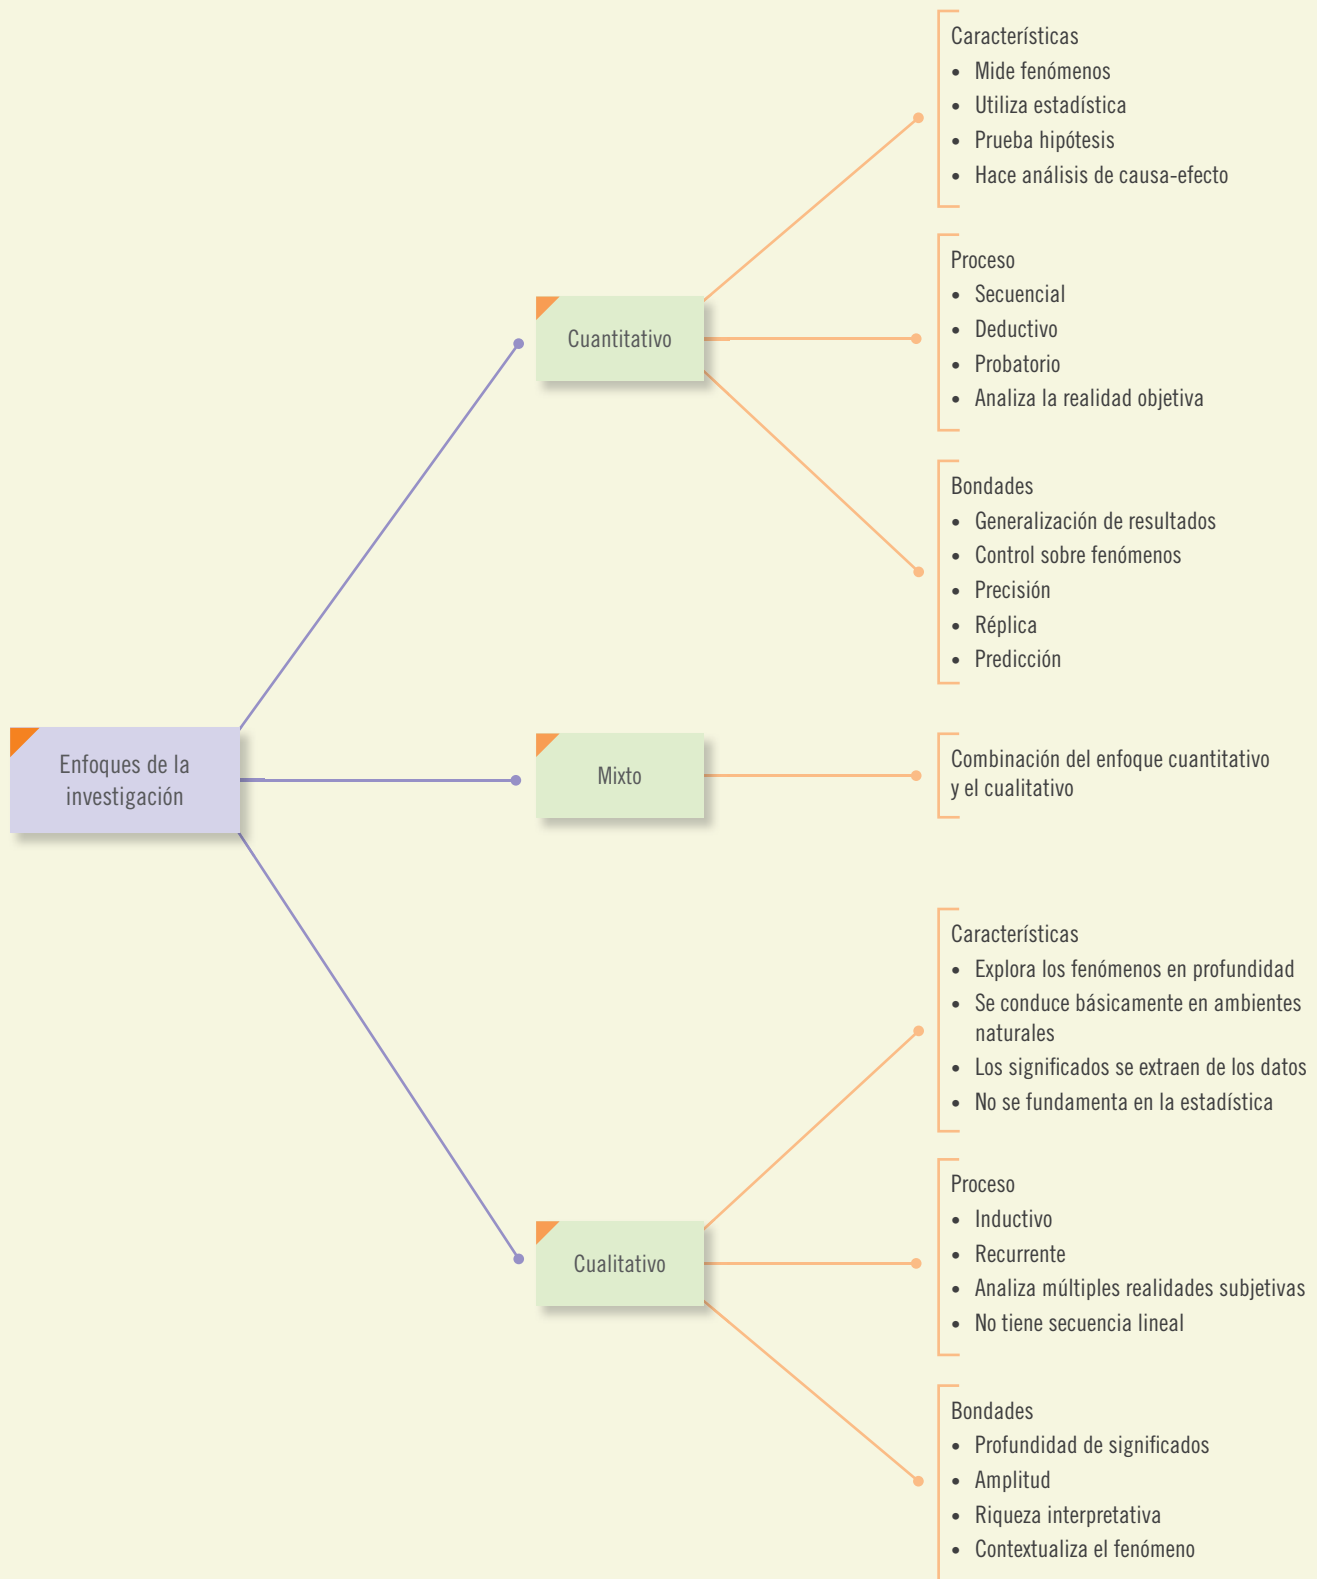 Enfoques de la
investigación
Cuantitativo
Características
• Mide fenómenos
• Utiliza estadística
• Prueba hipótesis
• Hace análisis de causa-efecto
Proceso
• Secuencial
• Deductivo
• Probatorio
• Analiza la realidad objetiva
Bondades
• Generalización de resultados
• Control sobre fenómenos
• Precisión
• Réplica
• Predicción
Mixto
Combinación del enfoque cuantitativo
y el cualitativo
Cualitativo
Características
• Explora los fenómenos en profundidad
• Se conduce básicamente en ambientes
naturales
• Los significados se extraen de los datos
• No se fundamenta en la estadística
Proceso
• Inductivo
• Recurrente
• Analiza múltiples realidades subjetivas
• No tiene secuencia lineal
Bondades
• Profundidad de significados
• Amplitud
• Riqueza interpretativa
• Contextualiza el fenómeno